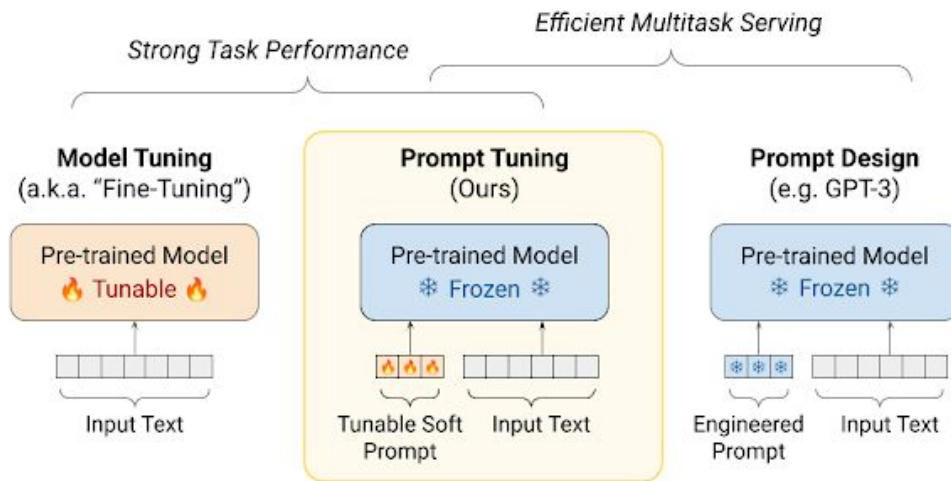 Efficient Multitask Serving
Strong Task Performance
Model Tuning
(a.k.a. “Fine-Tuning”)
Pre-trained Model
Tunable
Input Text
Prompt Tuning
(Ours)
Pre-trained Model
Frozen
Tunable Soft
Prompt
Input Text
Prompt Design
(e.g. GPT-3)
Pre-trained Model
Frozen
Engineered
Prompt
Input Text